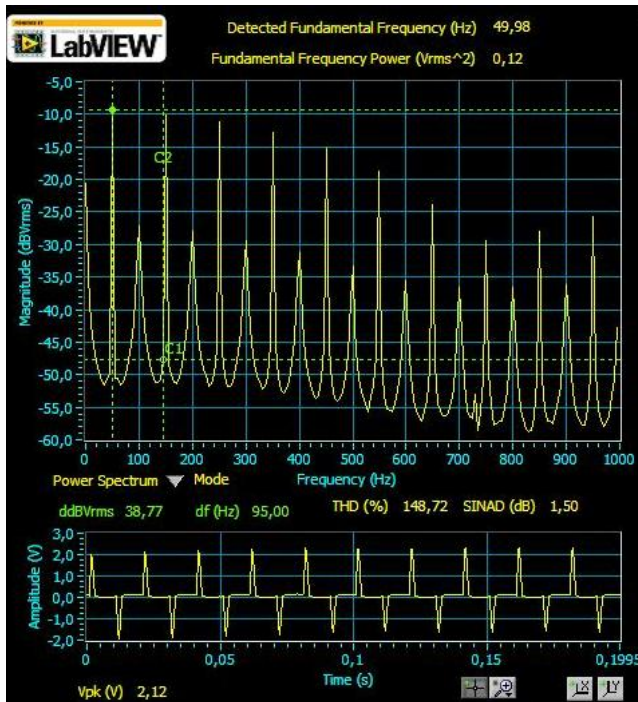 POWERED BY
NATIONAL INSTRUMENTS
LabVIEW
Detected Fundamental Frequency (Hz) 49,98
Fundamental Frequency Power (Vrms^2) 0,12
Magnitude (dBVrms)
-5,0
-10,0
-15,0
-20,0
-25,0
-30,0
-35,0
-40,0
-45,0
-50,0
-55,0
-60,0
C2
C1
0 100 200 300 400 500 600 700 800 900 1000
Power Spectrum Mode Frequency (Hz)
ddBVrms 38,77 df (Hz) 95,00 THD (%) 148,72 SINAD (dB) 1,50
Amplitude (V)
3,0
2,0
1,0
0,0
-1,0
-2,0
0 0,05 0,1 0,15 0,1995
Time (s)
Vpk (V) 2,12
X Y